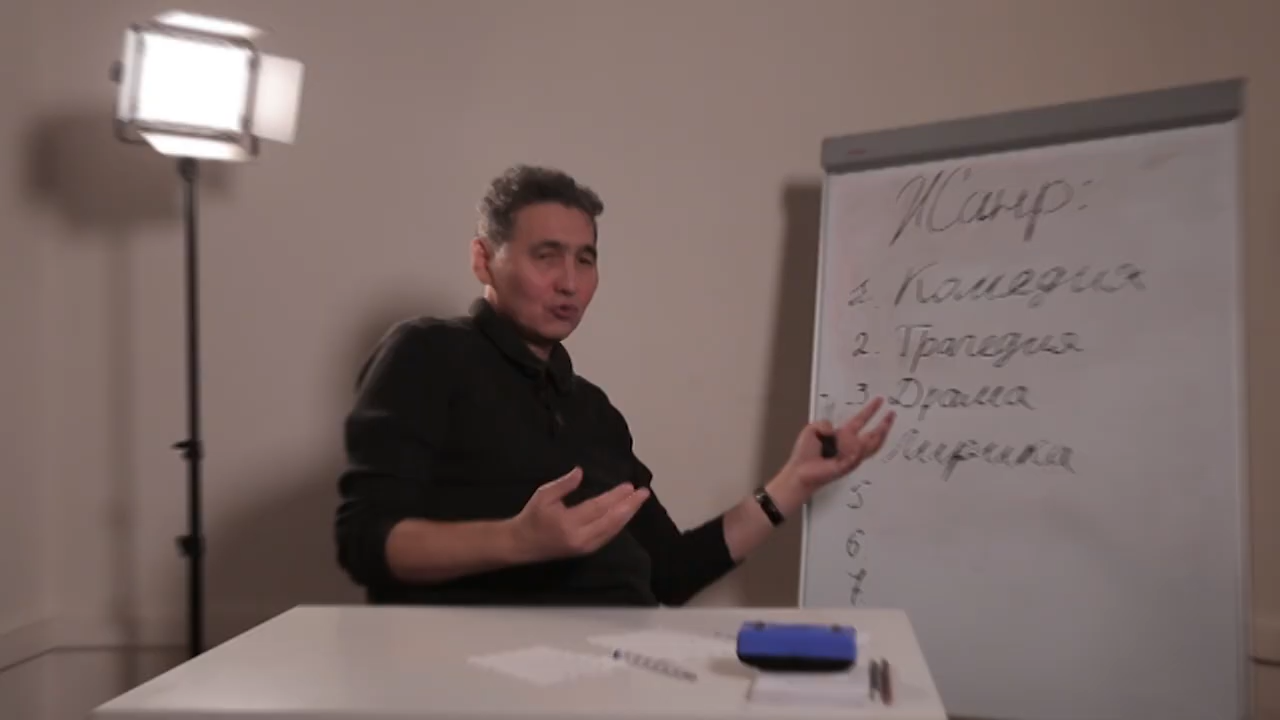 Жанр:
1. Комедия
2. Трагедия
3. Драма
Лирика
5
6
7